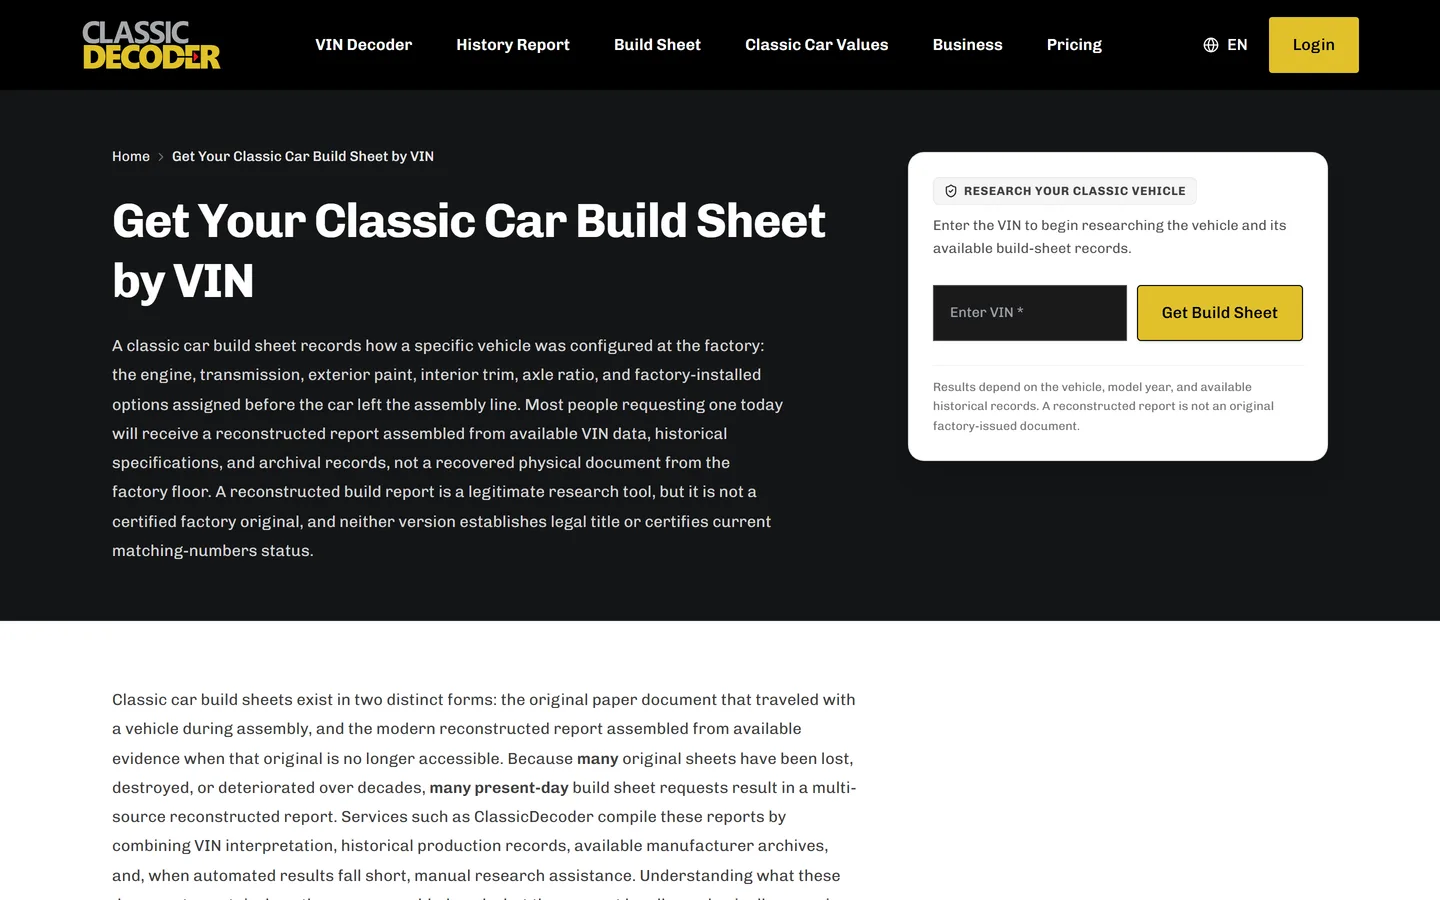 CLASSIC
DECODER
VIN Decoder
History Report
Build Sheet
Classic Car Values
Business
Pricing
EN
Login
Home > Get Your Classic Car Build Sheet by VIN
Get Your Classic Car Build Sheet
by VIN
A classic car build sheet records how a specific vehicle was configured at the factory:
the engine, transmission, exterior paint, interior trim, axle ratio, and factory-installed
options assigned before the car left the assembly line. Most people requesting one today
will receive a reconstructed report assembled from available VIN data, historical
specifications, and archival records, not a recovered physical document from the
factory floor. A reconstructed build report is a legitimate research tool, but it is not a
certified factory original, and neither version establishes legal title or certifies current
matching-numbers status.
RESEARCH YOUR CLASSIC VEHICLE
Enter the VIN to begin researching the vehicle and its
available build-sheet records.
Enter VIN *
Get Build Sheet
Results depend on the vehicle, model year, and available
historical records. A reconstructed report is not an original
factory-issued document.
Classic car build sheets exist in two distinct forms: the original paper document that traveled with
a vehicle during assembly, and the modern reconstructed report assembled from available
evidence when that original is no longer accessible. Because many original sheets have been lost,
destroyed, or deteriorated over decades, many present-day build sheet requests result in a multi-
source reconstructed report. Services such as ClassicDecoder compile these reports by
combining VIN interpretation, historical production records, available manufacturer archives,
and, when automated results fall short, manual research assistance. Understanding what these